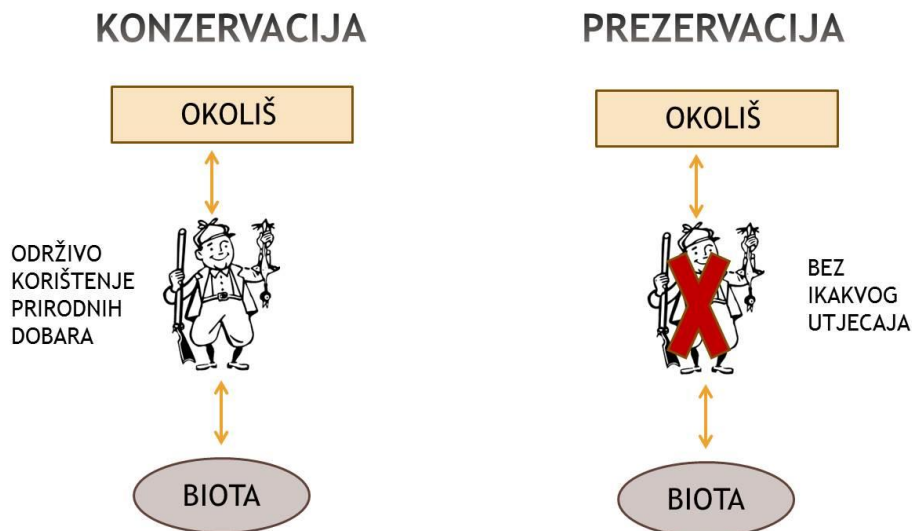 KONZERVACIJA
OKOLIŠ
ODRŽIVO
KORIŠTENJE
PRIRODNIH
DOBARA
BIOTA
PREZERVACIJA
OKOLIŠ
BEZ
IKAKVOG
UTJECAJA
BIOTA